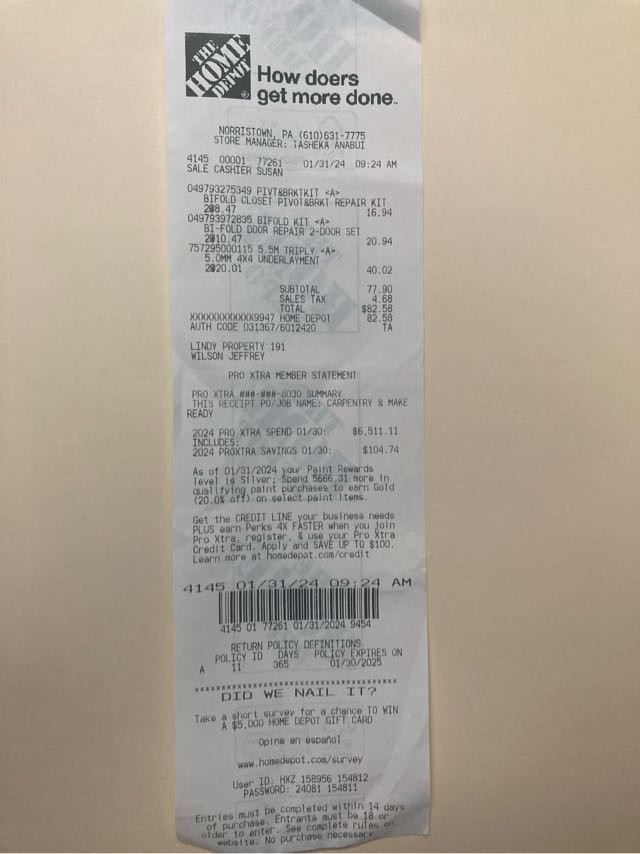 THE
HOME
DEPOT
How doers
get more done™
NORRISTOWN, PA (610)631-7775
STORE MANAGER: TASHEKA ANABUI
4145 00001 77261 01/31/24 09:24 AM
SALE CASHIER SUSAN
049793275349 PIVT&BRKTKIT <A>
BIFOLD CLOSET PIVOT&BRKT REPAIR KIT
2@8.47 16.94
049793972835 BIFOLD KIT <A>
BI-FOLD DOOR REPAIR 2-DOOR SET
2@10.47 20.94
757295000115 5.5M TRIPLY <A>
5.0MM 4X4 UNDERLAYMENT
2@20.01 40.02
SUBTOTAL 77.90
SALES TAX 4.68
TOTAL $82.58
XXXXXXXXXXXX9947 HOME DEPOT 82.58
AUTH CODE 031367/6012420 TA
LINDY PROPERTY 191
WILSON JEFFREY
PRO XTRA MEMBER STATEMENT
PRO XTRA ###-###-8030 SUMMARY
THIS RECEIPT PO/JOB NAME: CARPENTRY & MAKE
READY
2024 PRO XTRA SPEND 01/30: $6,511.11
INCLUDES:
2024 PROXTRA SAVINGS 01/30: $104.74
As of 01/31/2024 your Paint Rewards
level is Silver; Spend 5666.31 more in
qualifying paint purchases to earn Gold
(20.0% off) on select paint items.
Get the CREDIT LINE your business needs
PLUS earn Perks 4X FASTER when you join
Pro Xtra, register, & use your Pro Xtra
Credit Card. Apply and SAVE UP TO $100.
Learn more at homedepot.com/credit
4145 01/31/24 09:24 AM
4145 01 77261 01/31/2024 9454
RETURN POLICY DEFINITIONS
POLICY ID DAYS POLICY EXPIRES ON
A 11 365 01/30/2025
DID WE NAIL IT?
Take a short survey for a chance TO WIN
A $5,000 HOME DEPOT GIFT CARD
Opine en español
www.homedepot.com/survey
User ID: HXZ 158956 154812
PASSWORD: 24081 154811
Entries must be completed within 14 days
of purchase. Entrants must be 18 or
older to enter. See complete rules on
website. No purchase necessary.